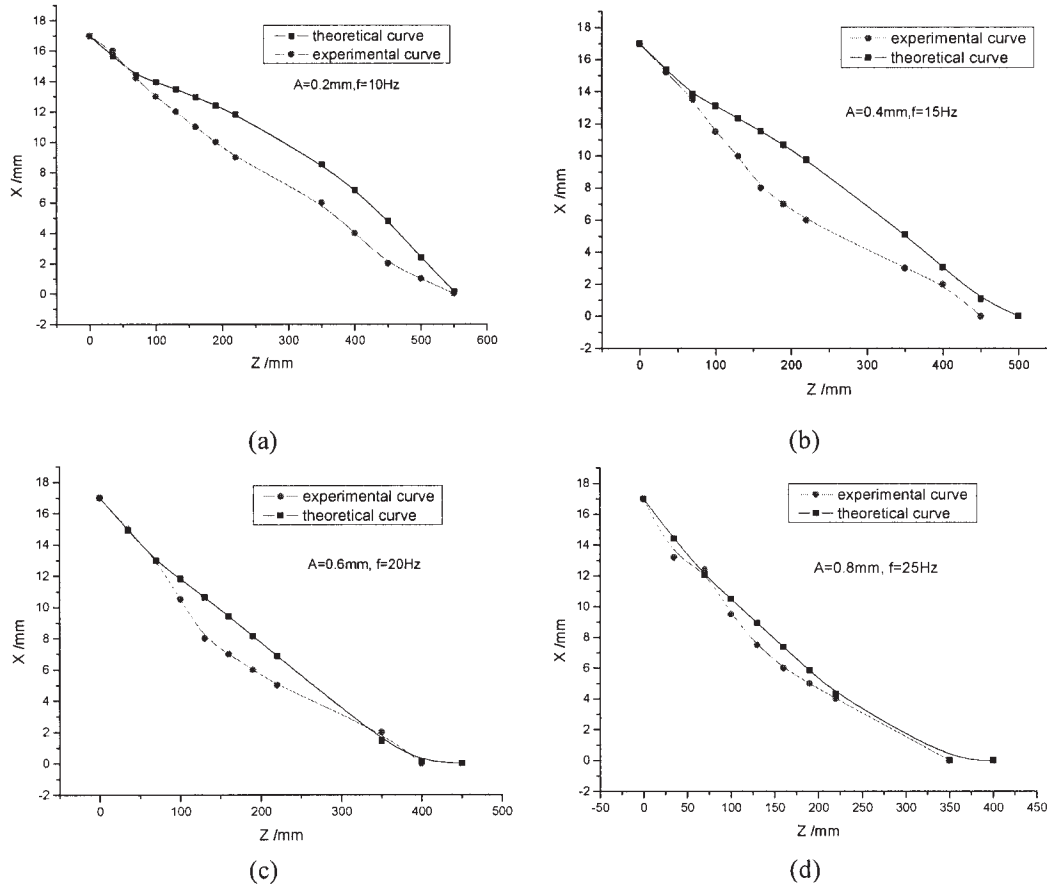 18
16
14
12
10
8
6
4
2
0
-2
X /mm
theoretical curve
experimental curve
A=0.2mm,f=10Hz
0 100 200 300 400 500 600
Z /mm
(a)
18
16
14
12
10
8
6
4
2
0
-2
X /mm
experimental curve
theoretical curve
A=0.4mm,f=15Hz
0 100 200 300 400 500
Z /mm
(b)
18
16
14
12
10
8
6
4
2
0
-2
X /mm
experimental curve
theoretical curve
A=0.6mm, f=20Hz
0 100 200 300 400 500
Z /mm
(c)
18
16
14
12
10
8
6
4
2
0
-2
X /mm
experimental curve
theoretical curve
A=0.8mm, f=25Hz
-50 0 50 100 150 200 250 300 350 400 450
Z /mm
(d)